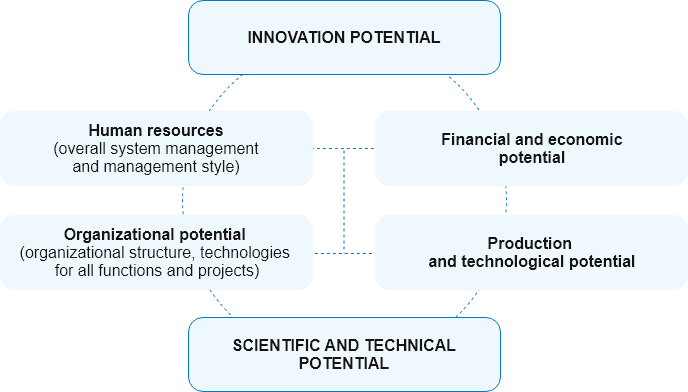 INNOVATION POTENTIAL
Human resources
(overall system management
and management style)
Financial and economic
potential
Organizational potential
(organizational structure, technologies
for all functions and projects)
Production
and technological potential
SCIENTIFIC AND TECHNICAL
POTENTIAL